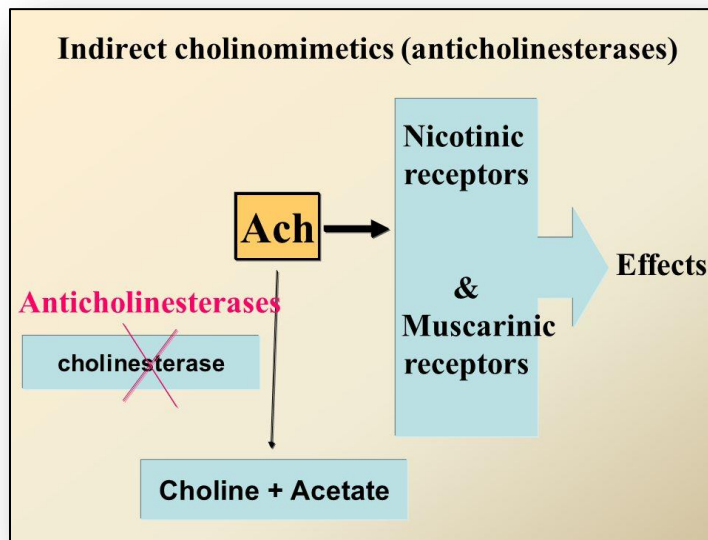 Indirect cholinomimetics (anticholinesterases)
Nicotinic
receptors
Ach
&
Muscarinic
receptors
Effects
Anticholinesterases
cholinesterase
Choline + Acetate